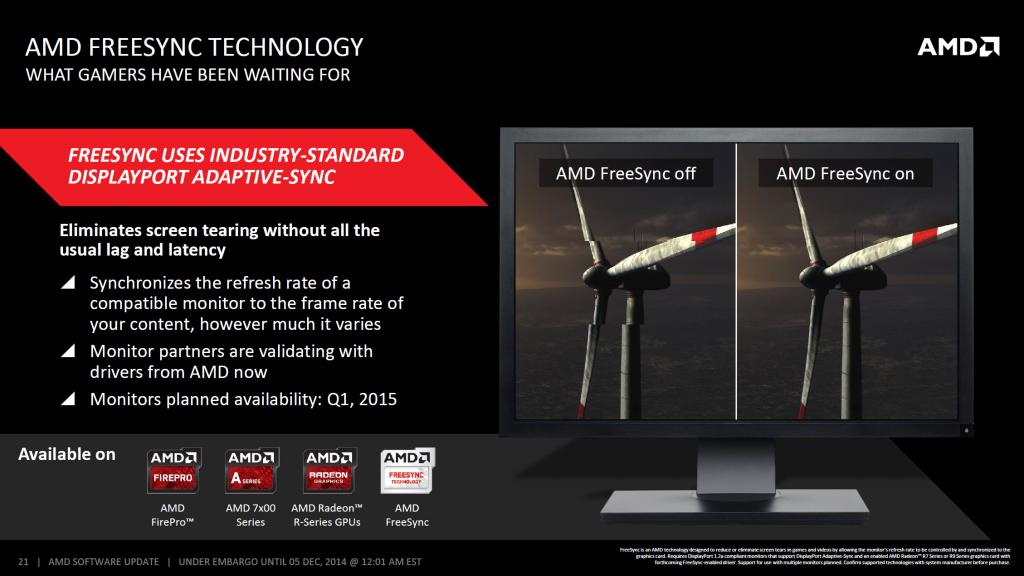 AMD FREESYNC TECHNOLOGY
WHAT GAMERS HAVE BEEN WAITING FOR
AMD
FREESYNC USES INDUSTRY-STANDARD
DISPLAYPORT ADAPTIVE-SYNC
Eliminates screen tearing without all the
usual lag and latency
Synchronizes the refresh rate of a
compatible monitor to the frame rate of
your content, however much it varies
Monitor partners are validating with
drivers from AMD now
Monitors planned availability: Q1, 2015
AMD FreeSync off
AMD FreeSync on
Available on
AMD
FIREPRO
AMD
A SERIES
AMD
RADEON
GRAPHICS
AMD
FREESYNC
TECHNOLOGY
AMD
FirePro™
AMD 7x00
Series
AMD Radeon™
R-Series GPUs
AMD
FreeSync
21 | AMD SOFTWARE UPDATE | UNDER EMBARGO UNTIL 05 DEC, 2014 @ 12:01 AM EST
FreeSync is an AMD technology designed to reduce or eliminate screen tears in games and videos by allowing the monitor's refresh rate to be controlled by and synchronized to the
graphics card. Requires DisplayPort 1.2a compliant monitors that support DisplayPort Adaptive-Sync and an enabled AMD Radeon™ R7 Series or R9 Series graphics card with
forthcoming FreeSync-enabled driver. Support for use with multiple monitors planned. Confirm supported technologies with system manufacturer before purchase.